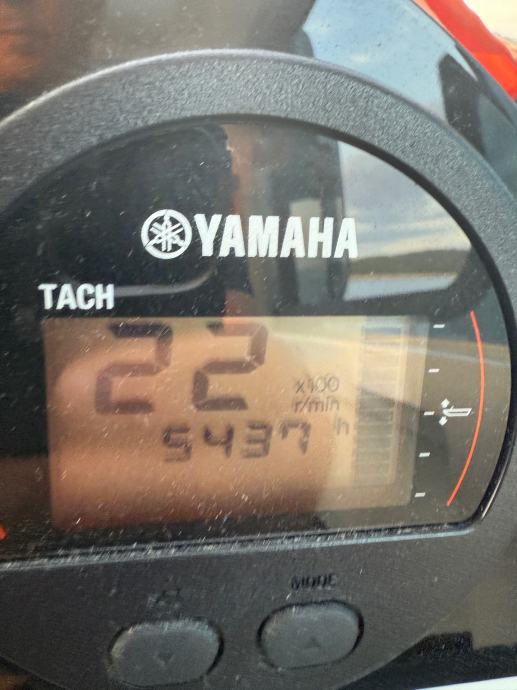 YAMAHA
TACH
22
x100
r/min
5437 h
MODE